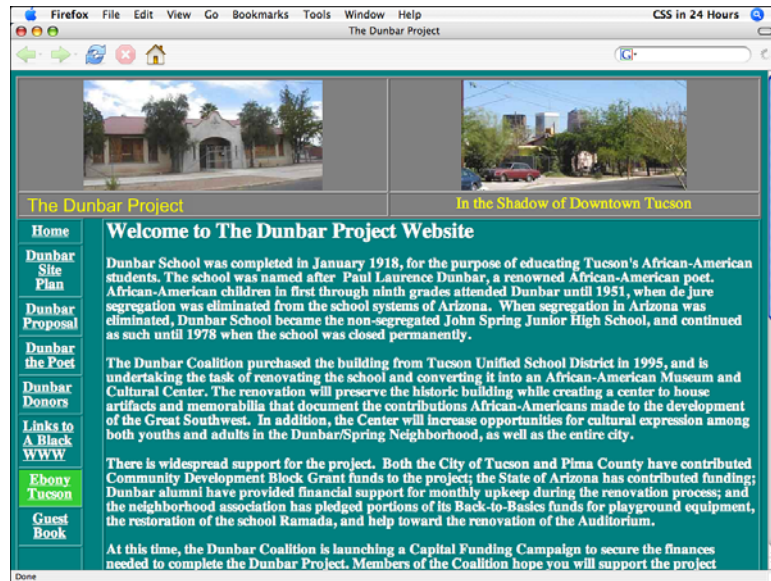 Firefox File Edit View Go Bookmarks Tools Window Help CSS in 24 Hours
The Dunbar Project
G
The Dunbar Project
In the Shadow of Downtown Tucson
Home
Dunbar
Site
Plan
Dunbar
Proposal
Dunbar
the Poet
Dunbar
Donors
Links to
A Black
WWW
Ebony
Tucson
Guest
Book
Welcome to The Dunbar Project Website
Dunbar School was completed in January 1918, for the purpose of educating Tucson's African-American
students. The school was named after Paul Laurence Dunbar, a renowned African-American poet.
African-American children in first through ninth grades attended Dunbar until 1951, when de jure
segregation was eliminated from the school systems of Arizona. When segregation in Arizona was
eliminated, Dunbar School became the non-segregated John Spring Junior High School, and continued
as such until 1978 when the school was closed permanently.
The Dunbar Coalition purchased the building from Tucson Unified School District in 1995, and is
undertaking the task of renovating the school and converting it into an African-American Museum and
Cultural Center. The renovation will preserve the historic building while creating a center to house
artifacts and memorabilia that document the contributions African-Americans made to the development
of the Great Southwest. In addition, the Center will increase opportunities for cultural expression among
both youths and adults in the Dunbar/Spring Neighborhood, as well as the entire city.
There is widespread support for the project. Both the City of Tucson and Pima County have contributed
Community Development Block Grant funds to the project; the State of Arizona has contributed funding;
Dunbar alumni have provided financial support for monthly upkeep during the renovation process; and
the neighborhood association has pledged portions of its Back-to-Basics funds for playground equipment,
the restoration of the school Ramada, and help toward the renovation of the Auditorium.
At this time, the Dunbar Coalition is launching a Capital Funding Campaign to secure the finances
needed to complete the Dunbar Project. Members of the Coalition hope you will support the project
Done